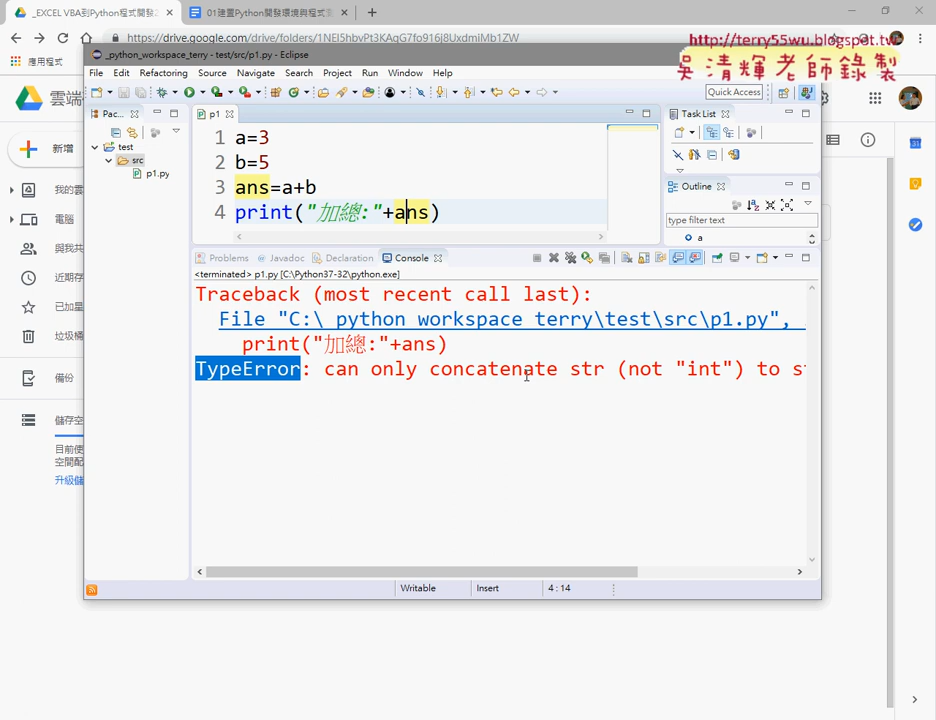 _EXCEL VBA到Python程式開發
01建置Python開發環境與程式
https://drive.google.com/drive/folders/1NEI5hbvPt3KAqG7fo916j8UxdmiMb1ZW
http://terry55wu.blogspot.tw
吳清輝老師錄製
應用程式
_python_workspace_terry - test/src/p1.py - Eclipse
File Edit Refactoring Source Navigate Search Project Run Window Help
Quick Access
雲端
新增
我的雲
電腦
與我共
近期存
已加星
垃圾桶
備份
儲存空
目前使
空間配
升級儲
Pac...
test
src
p1.py
p1
1 a=3
2 b=5
3 ans=a+b
4 print("加總:"+ans)
Task List
Outline
type filter text
a
Problems Javadoc Declaration Console
<terminated> p1.py [C:\Python37-32\python.exe]
Traceback (most recent call last):
File "C:\_python_workspace_terry\test\src\p1.py",
print("加總:"+ans)
TypeError: can only concatenate str (not "int") to
Writable Insert 4 : 14